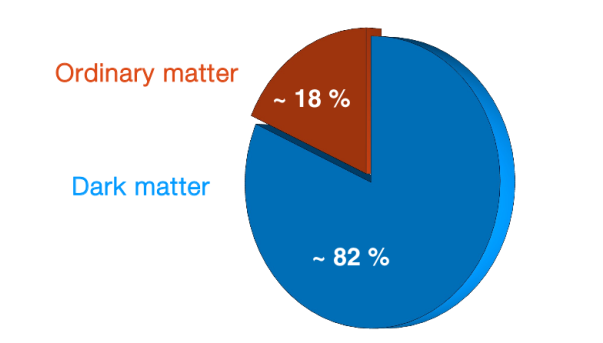 Ordinary matter
~ 18 %
Dark matter
~ 82 %